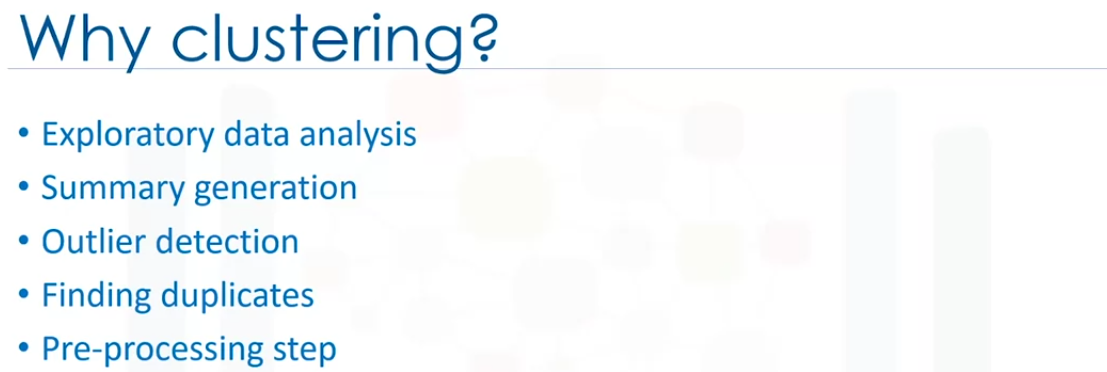 Why clustering?
• Exploratory data analysis
• Summary generation
• Outlier detection
• Finding duplicates
• Pre-processing step